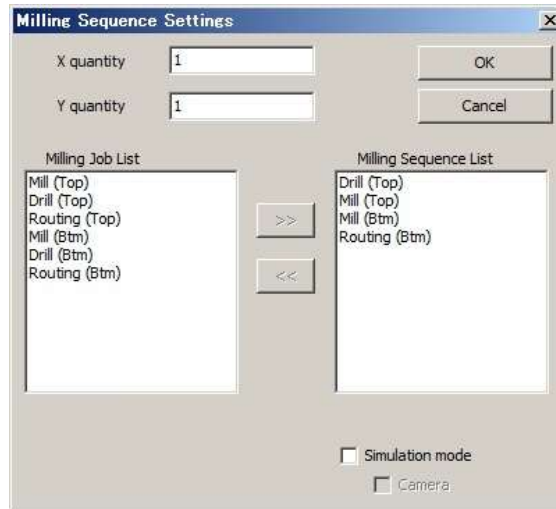 Milling Sequence Settings
X quantity 1 OK
Y quantity 1 Cancel
Milling Job List
Mill (Top)
Drill (Top)
Routing (Top)
Mill (Btm)
Drill (Btm)
Routing (Btm)
>>
<<
Milling Sequence List
Drill (Top)
Mill (Top)
Mill (Btm)
Routing (Btm)
Simulation mode
Camera